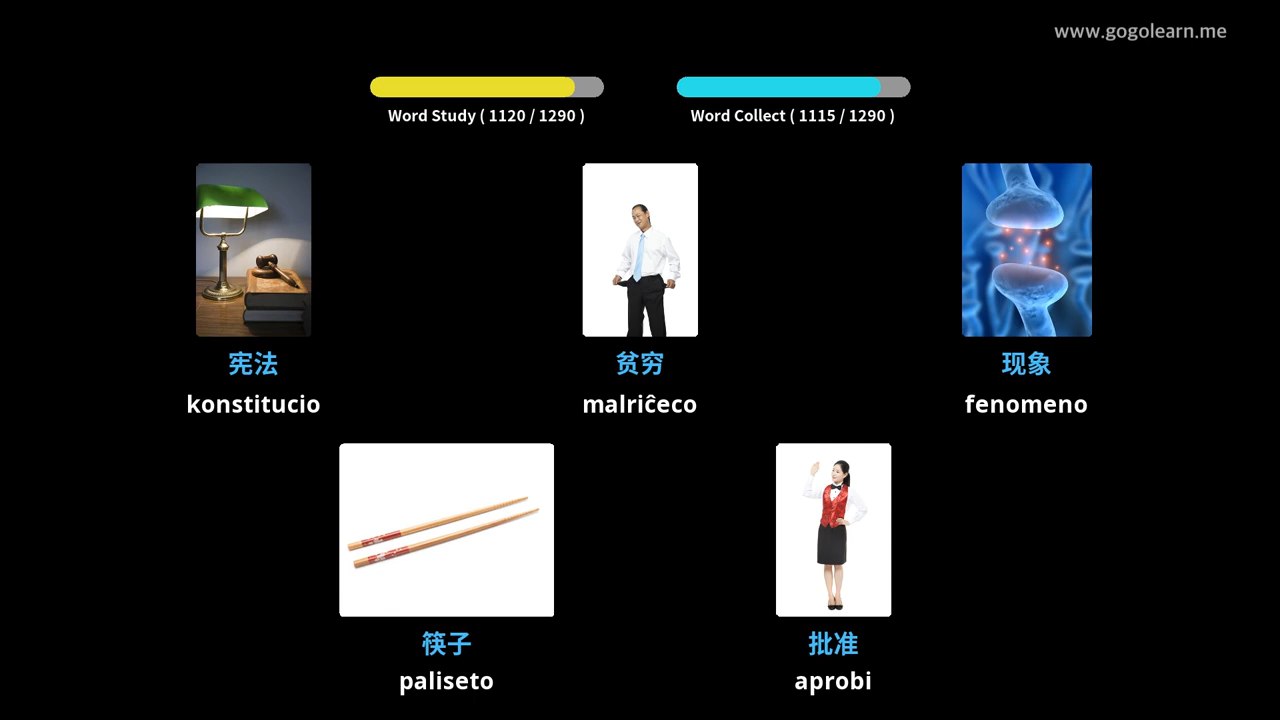 www.gogolearn.me
Word Study ( 1120 / 1290 )
Word Collect ( 1115 / 1290 )
宪法
贫穷
现象
konstitucio
malriĉeco
fenomeno
筷子
批准
paliseto
aprobi